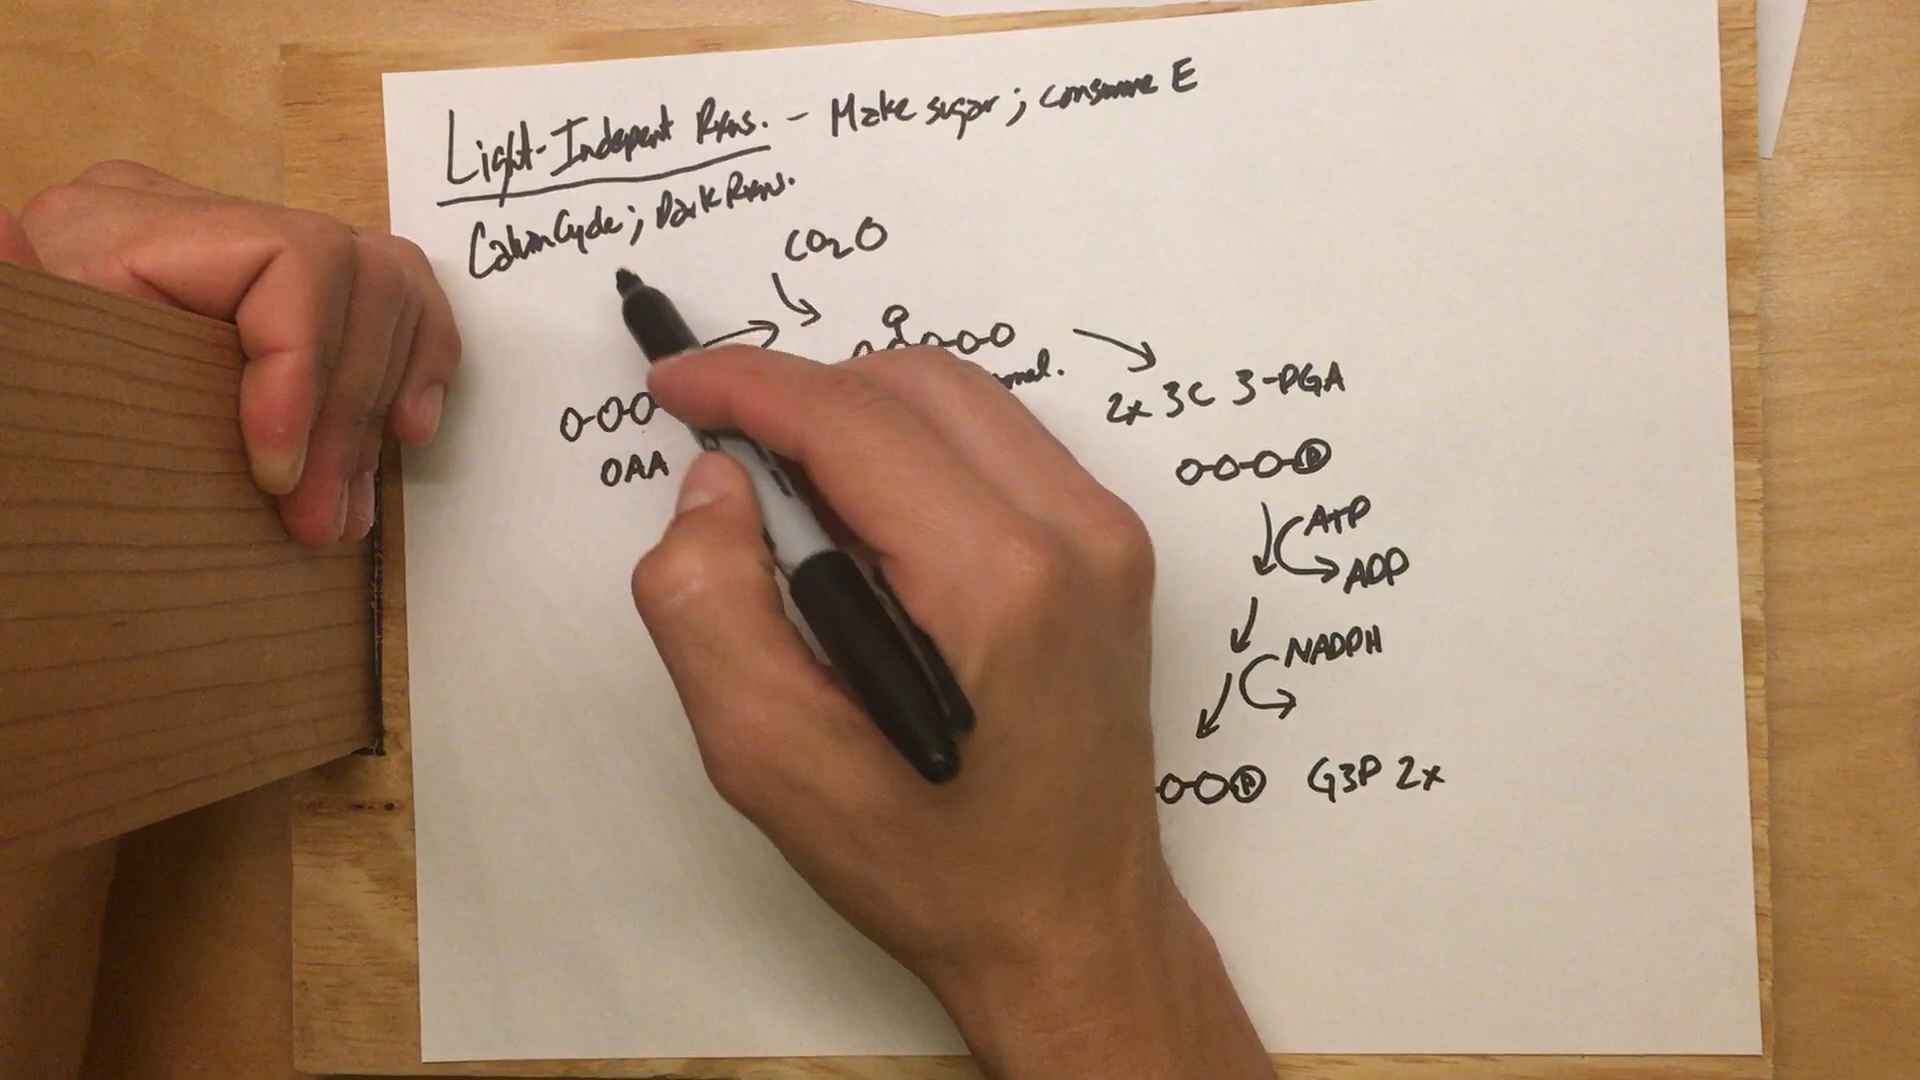 Light-Indepent Rxns. - Make sugar; consume E
Calvin Cycle; Dark Rxns.
CO2 O
2x 3C 3-PGA
OAA
P
ATP
ADP
NADPH
P G3P 2x